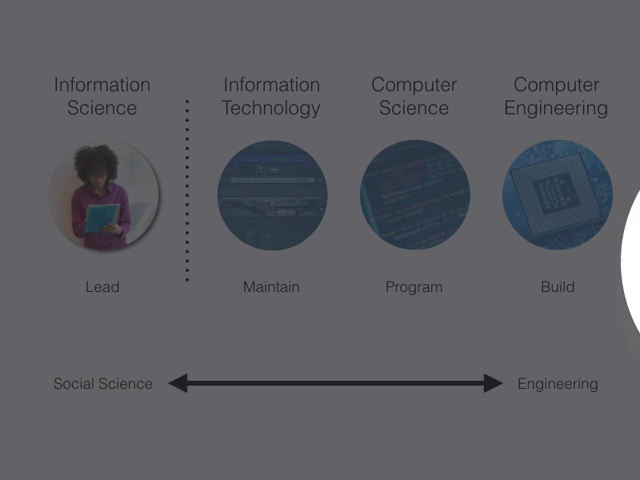 Information
Science
Information
Technology
Computer
Science
Computer
Engineering
Lead
Maintain
Program
Build
Social Science
Engineering